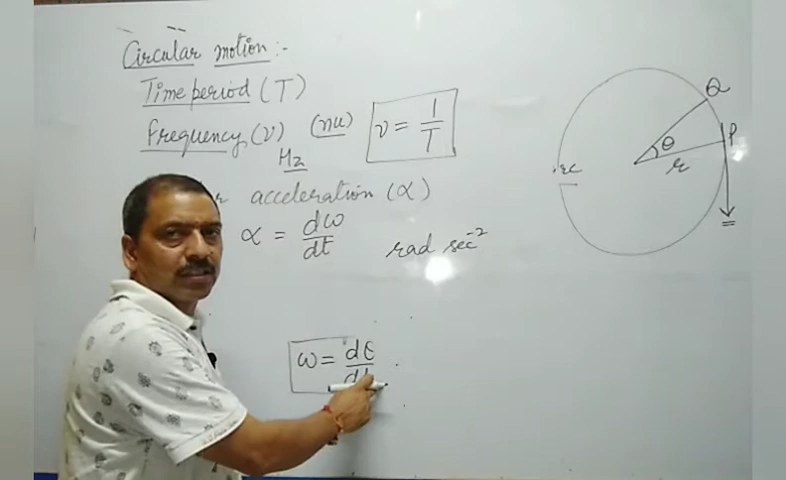 Circular motion :-
Time period (T)
Frequency (ν) (nu) ν = 1/T
Hz
r acceleration (α)
α = dω/dt rad sec⁻²
ω = dθ/dt
Q
P
θ
r